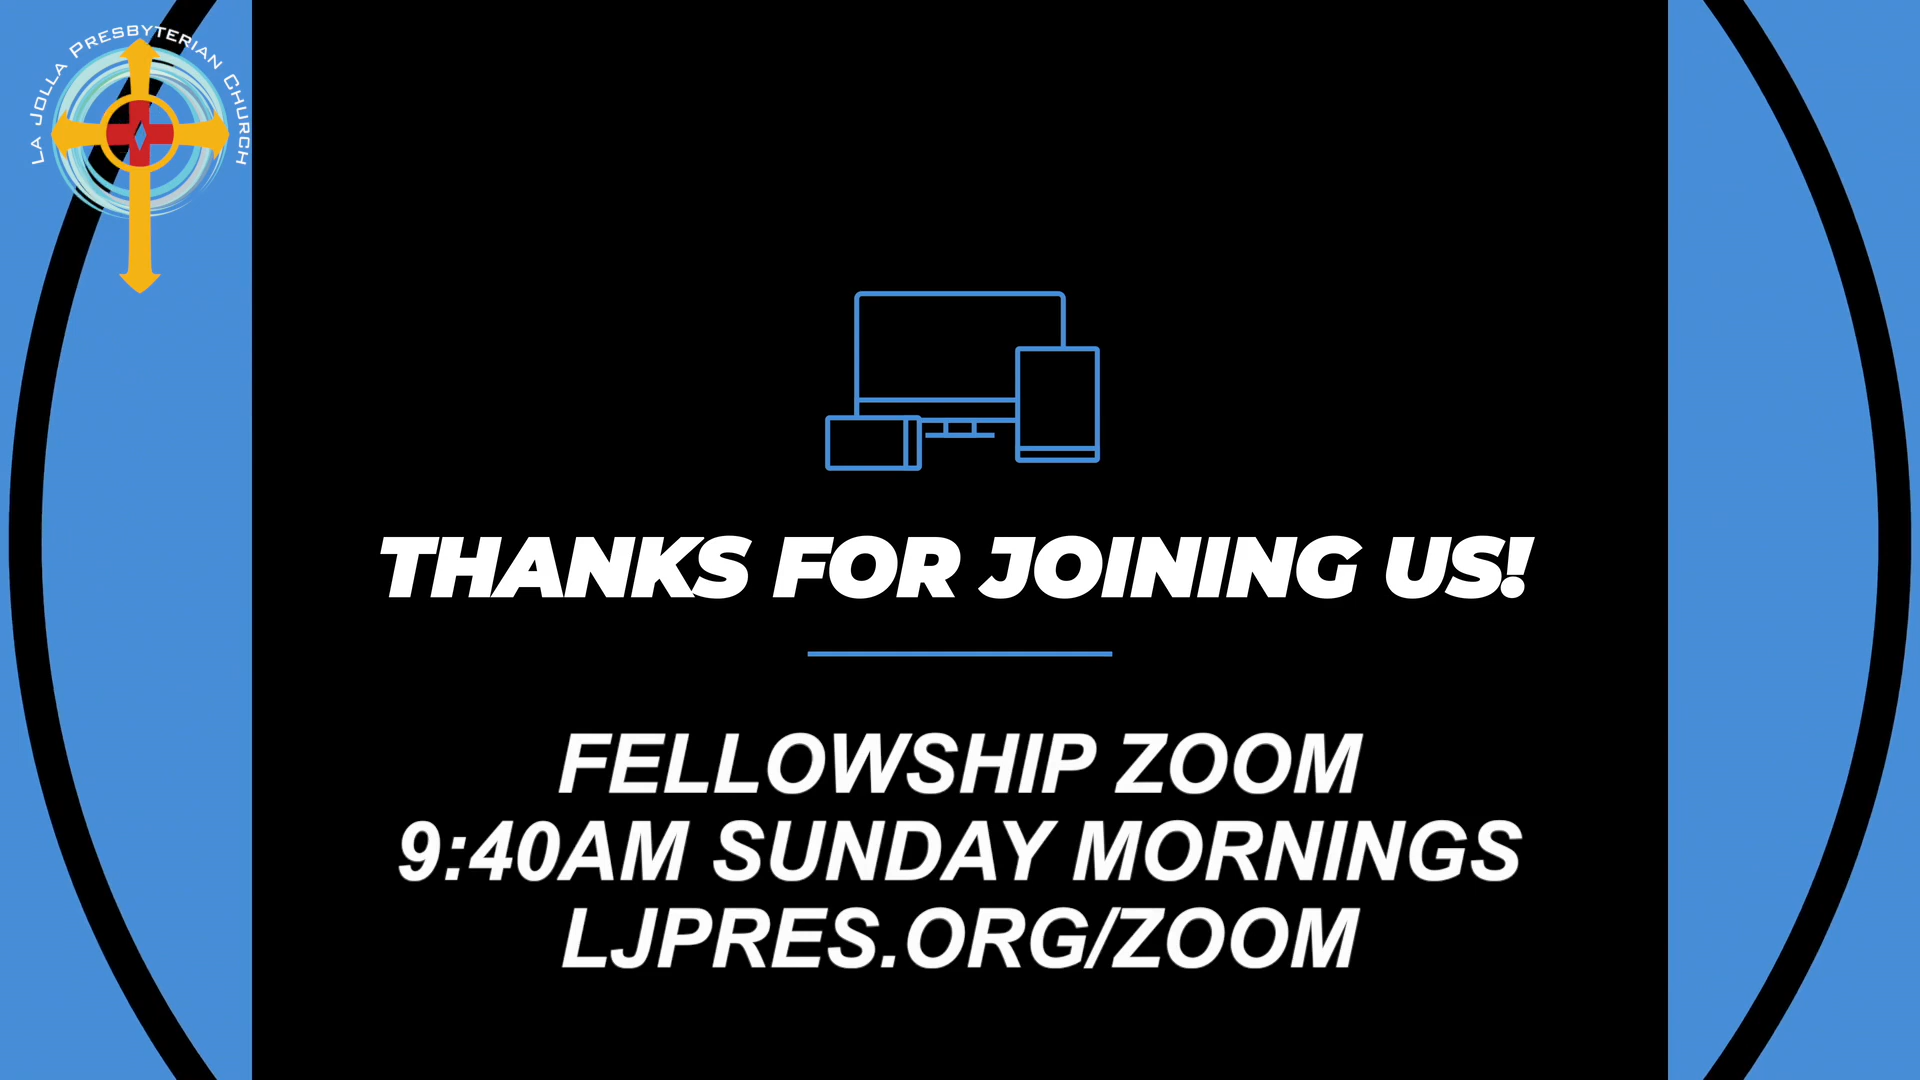 La Jolla Presbyterian Church
THANKS FOR JOINING US!
FELLOWSHIP ZOOM
9:40AM SUNDAY MORNINGS
LJPRES.ORG/ZOOM